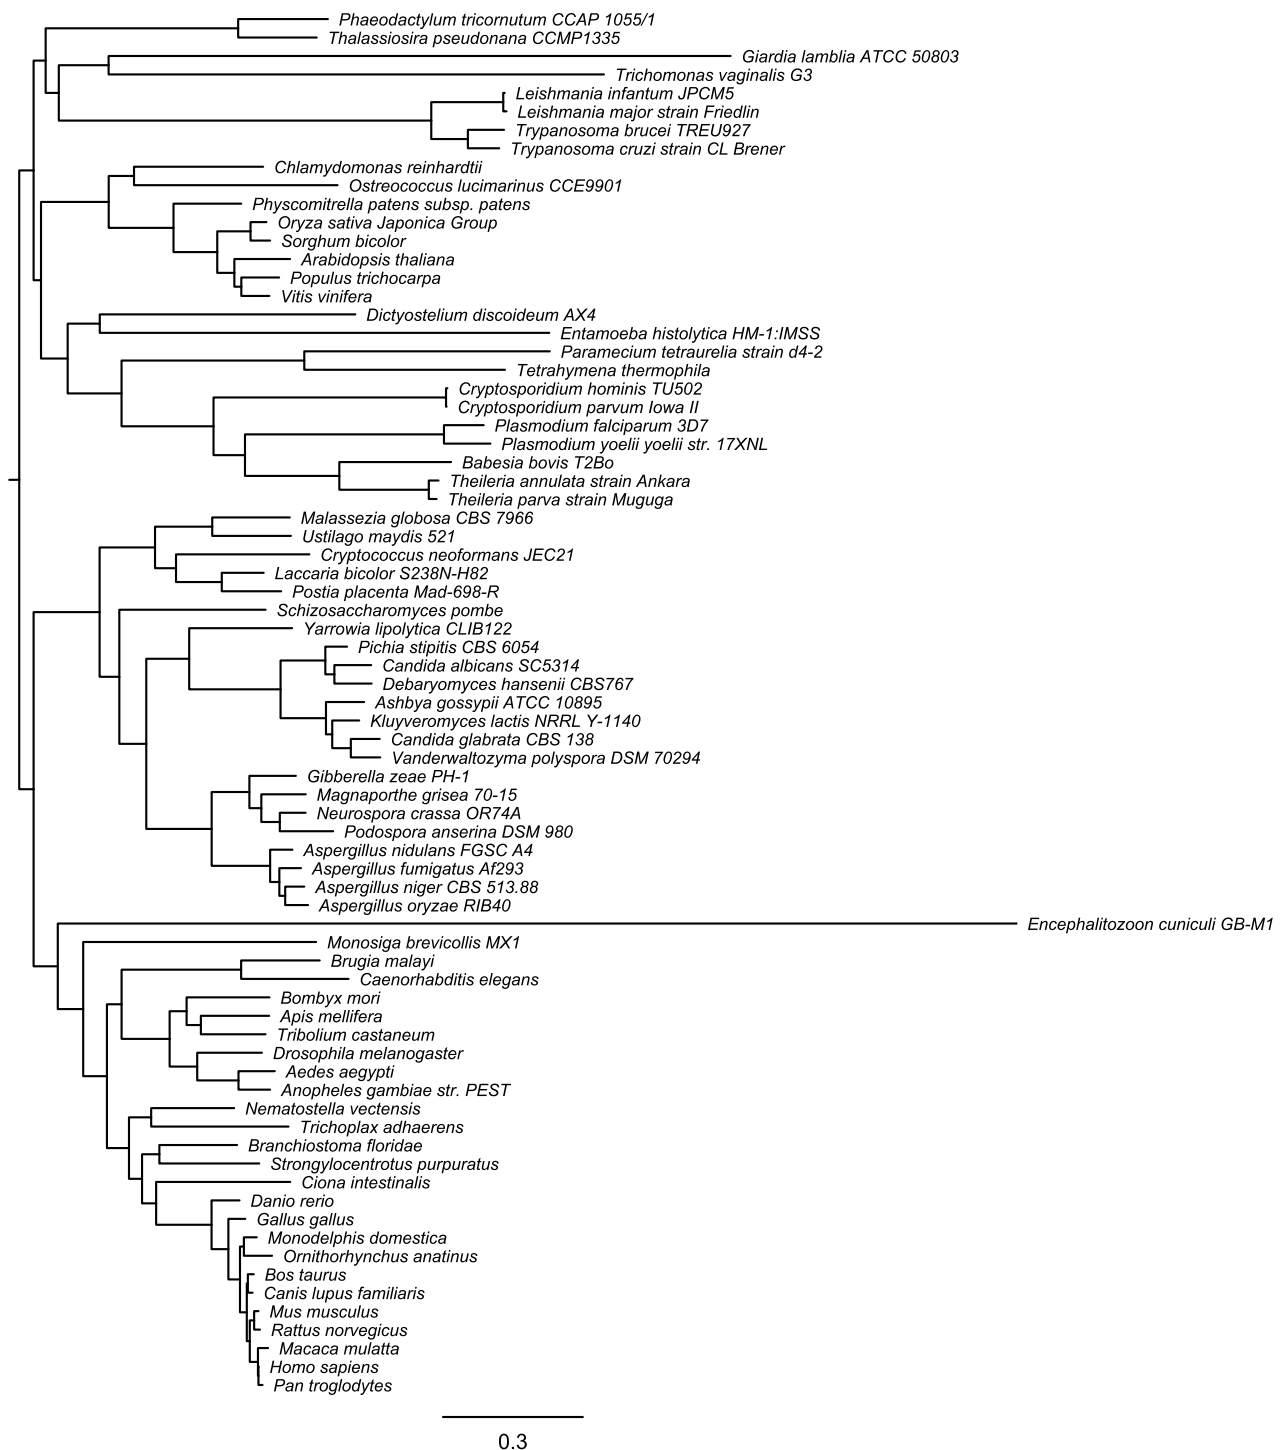 Phaeodactylum tricornutum CCAP 1055/1
Thalassiosira pseudonana CCMP1335
Giardia lamblia ATCC 50803
Trichomonas vaginalis G3
Leishmania infantum JPCM5
Leishmania major strain Friedlin
Trypanosoma brucei TREU927
Trypanosoma cruzi strain CL Brener
Chlamydomonas reinhardtii
Ostreococcus lucimarinus CCE9901
Physcomitrella patens subsp. patens
Oryza sativa Japonica Group
Sorghum bicolor
Arabidopsis thaliana
Populus trichocarpa
Vitis vinifera
Dictyostelium discoideum AX4
Entamoeba histolytica HM-1:IMSS
Paramecium tetraurelia strain d4-2
Tetrahymena thermophila
Cryptosporidium hominis TU502
Cryptosporidium parvum Iowa II
Plasmodium falciparum 3D7
Plasmodium yoelii yoelii str. 17XNL
Babesia bovis T2Bo
Theileria annulata strain Ankara
Theileria parva strain Muguga
Malassezia globosa CBS 7966
Ustilago maydis 521
Cryptococcus neoformans JEC21
Laccaria bicolor S238N-H82
Postia placenta Mad-698-R
Schizosaccharomyces pombe
Yarrowia lipolytica CLIB122
Pichia stipitis CBS 6054
Candida albicans SC5314
Debaryomyces hansenii CBS767
Ashbya gossypii ATCC 10895
Kluyveromyces lactis NRRL Y-1140
Candida glabrata CBS 138
Vanderwaltozyma polyspora DSM 70294
Gibberella zeae PH-1
Magnaporthe grisea 70-15
Neurospora crassa OR74A
Podospora anserina DSM 980
Aspergillus nidulans FGSC A4
Aspergillus fumigatus Af293
Aspergillus niger CBS 513.88
Aspergillus oryzae RIB40
Encephalitozoon cuniculi GB-M1
Monosiga brevicollis MX1
Brugia malayi
Caenorhabditis elegans
Bombyx mori
Apis mellifera
Tribolium castaneum
Drosophila melanogaster
Aedes aegypti
Anopheles gambiae str. PEST
Nematostella vectensis
Trichoplax adhaerens
Branchiostoma floridae
Strongylocentrotus purpuratus
Ciona intestinalis
Danio rerio
Gallus gallus
Monodelphis domestica
Ornithorhynchus anatinus
Bos taurus
Canis lupus familiaris
Mus musculus
Rattus norvegicus
Macaca mulatta
Homo sapiens
Pan troglodytes
0.3